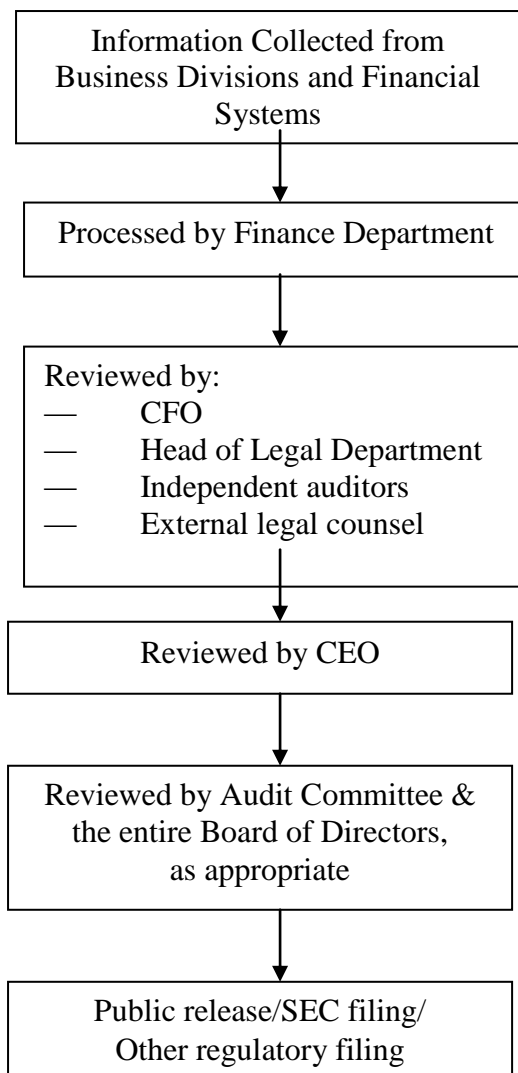 Information Collected from
Business Divisions and Financial
Systems
Processed by Finance Department
Reviewed by:
— CFO
— Head of Legal Department
— Independent auditors
— External legal counsel
Reviewed by CEO
Reviewed by Audit Committee &
the entire Board of Directors,
as appropriate
Public release/SEC filing/
Other regulatory filing